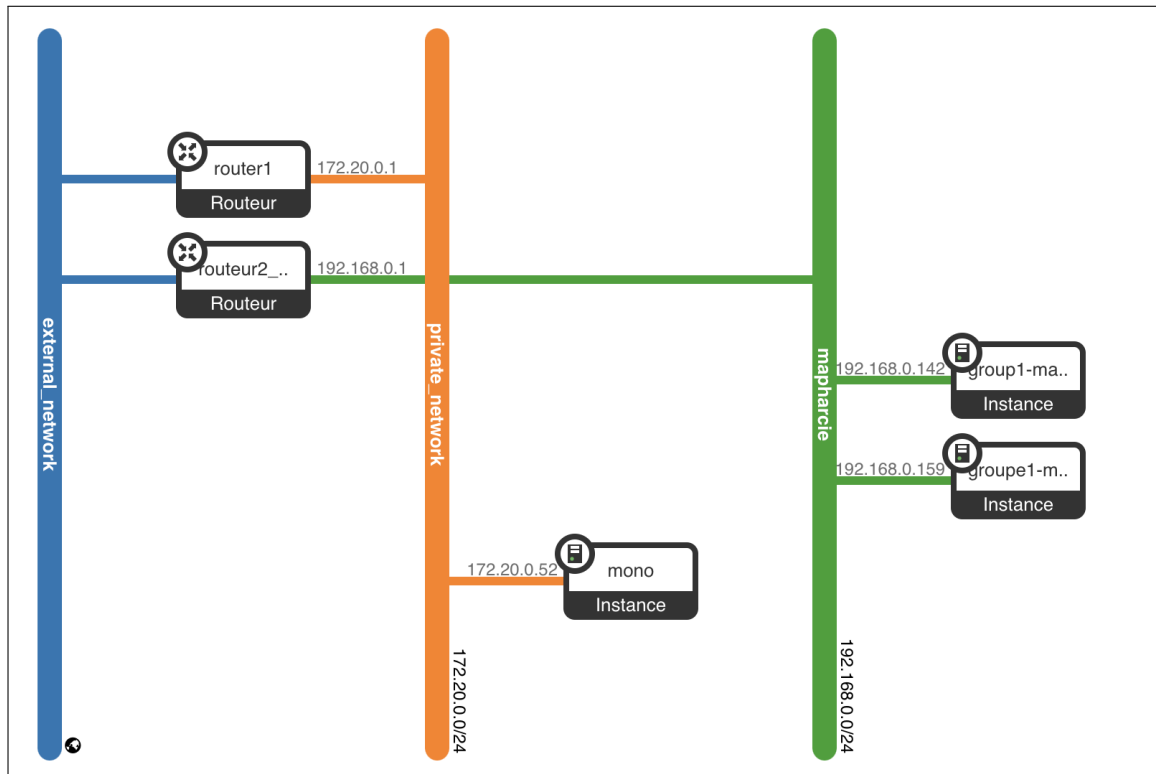 router1
172.20.0.1
Routeur
routeur2_..
192.168.0.1
Routeur
external_network
private_network
mapharcie
192.168.0.142
group1-ma..
Instance
192.168.0.159
groupe1-m..
Instance
172.20.0.52
mono
Instance
172.20.0.0/24
192.168.0.0/24